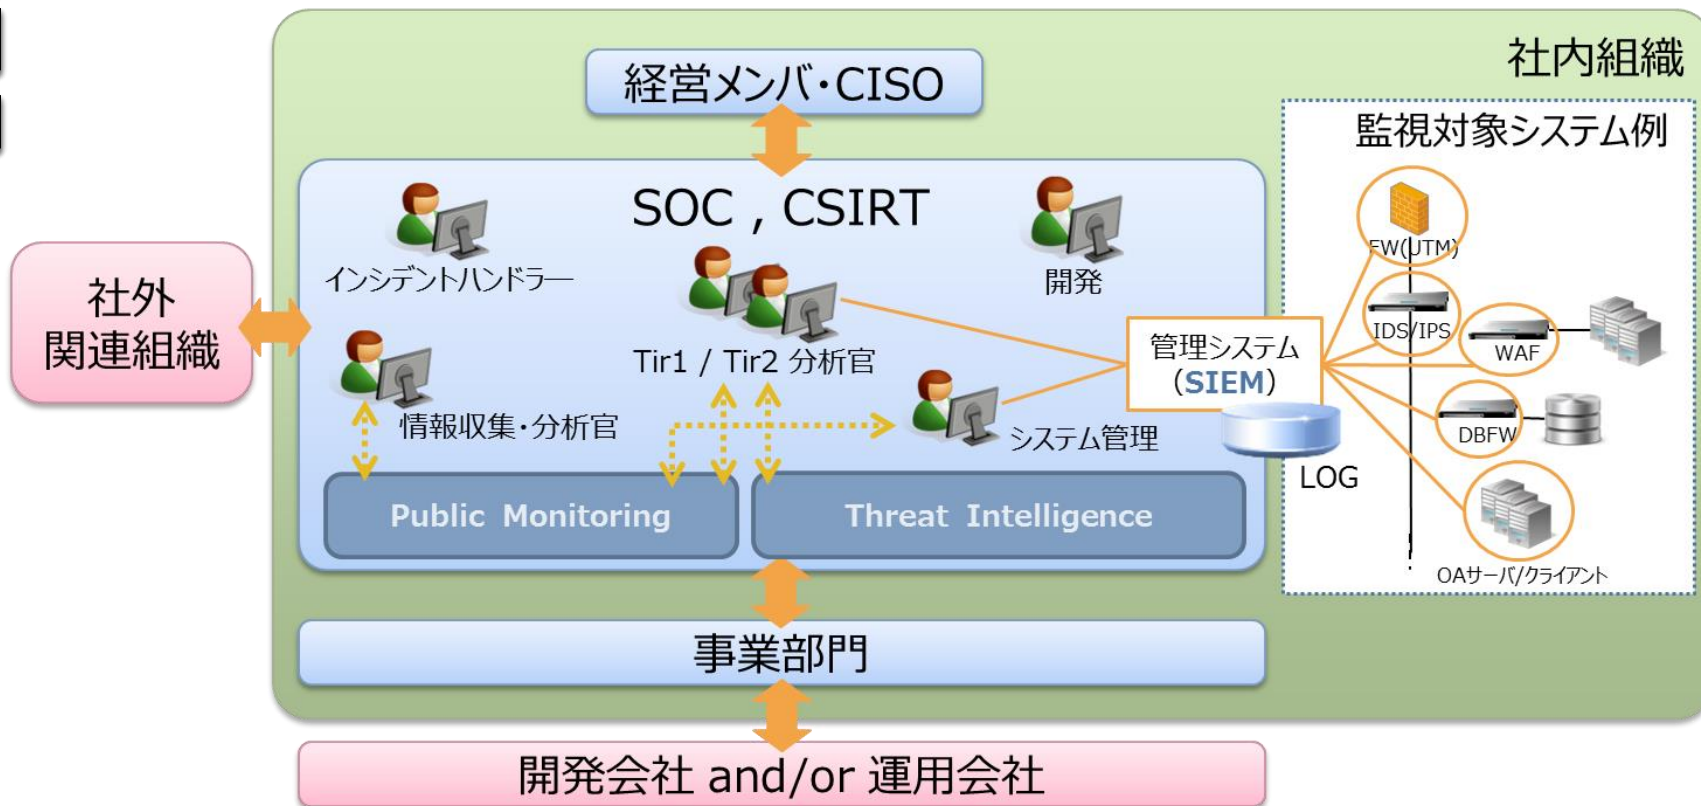 社内組織
経営メンバ・CISO
監視対象システム例
SOC , CSIRT
インシデントハンドラー
開発
社外
関連組織
Tir1 / Tir2 分析官
情報収集・分析官
システム管理
管理システム
（SIEM）
LOG
FW(UTM)
IDS/IPS
WAF
DBFW
OAサーバ/クライアント
Public Monitoring
Threat Intelligence
事業部門
開発会社 and/or 運用会社